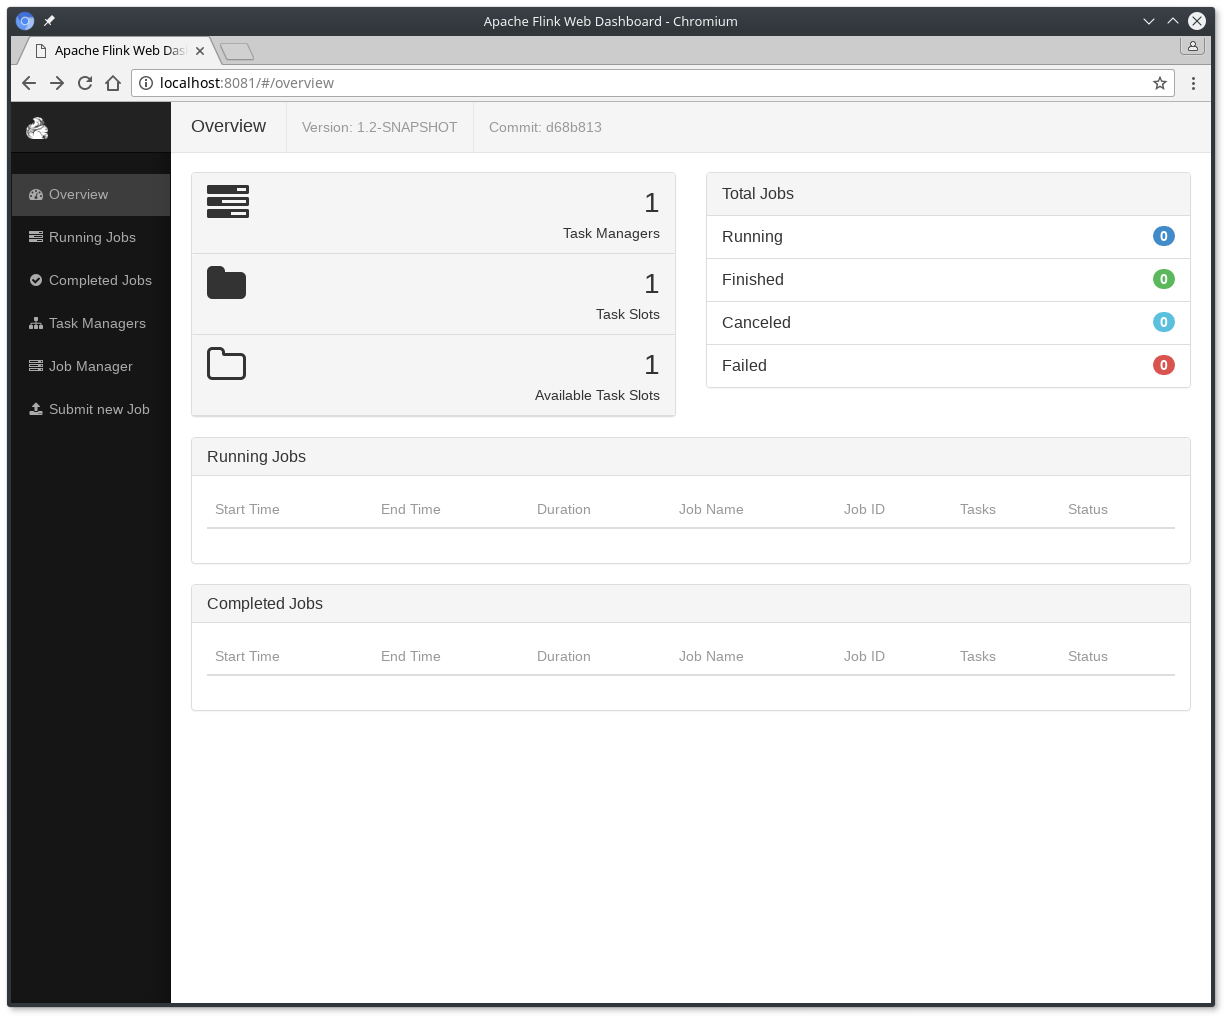 Apache Flink Web Dashboard - Chromium
Apache Flink Web Das
localhost:8081/#/overview
Overview
Version: 1.2-SNAPSHOT
Commit: d68b813
Overview
Running Jobs
Completed Jobs
Task Managers
Job Manager
Submit new Job
1
Task Managers
1
Task Slots
1
Available Task Slots
Total Jobs
Running 0
Finished 0
Canceled 0
Failed 0
Running Jobs
Start Time End Time Duration Job Name Job ID Tasks Status
Completed Jobs
Start Time End Time Duration Job Name Job ID Tasks Status